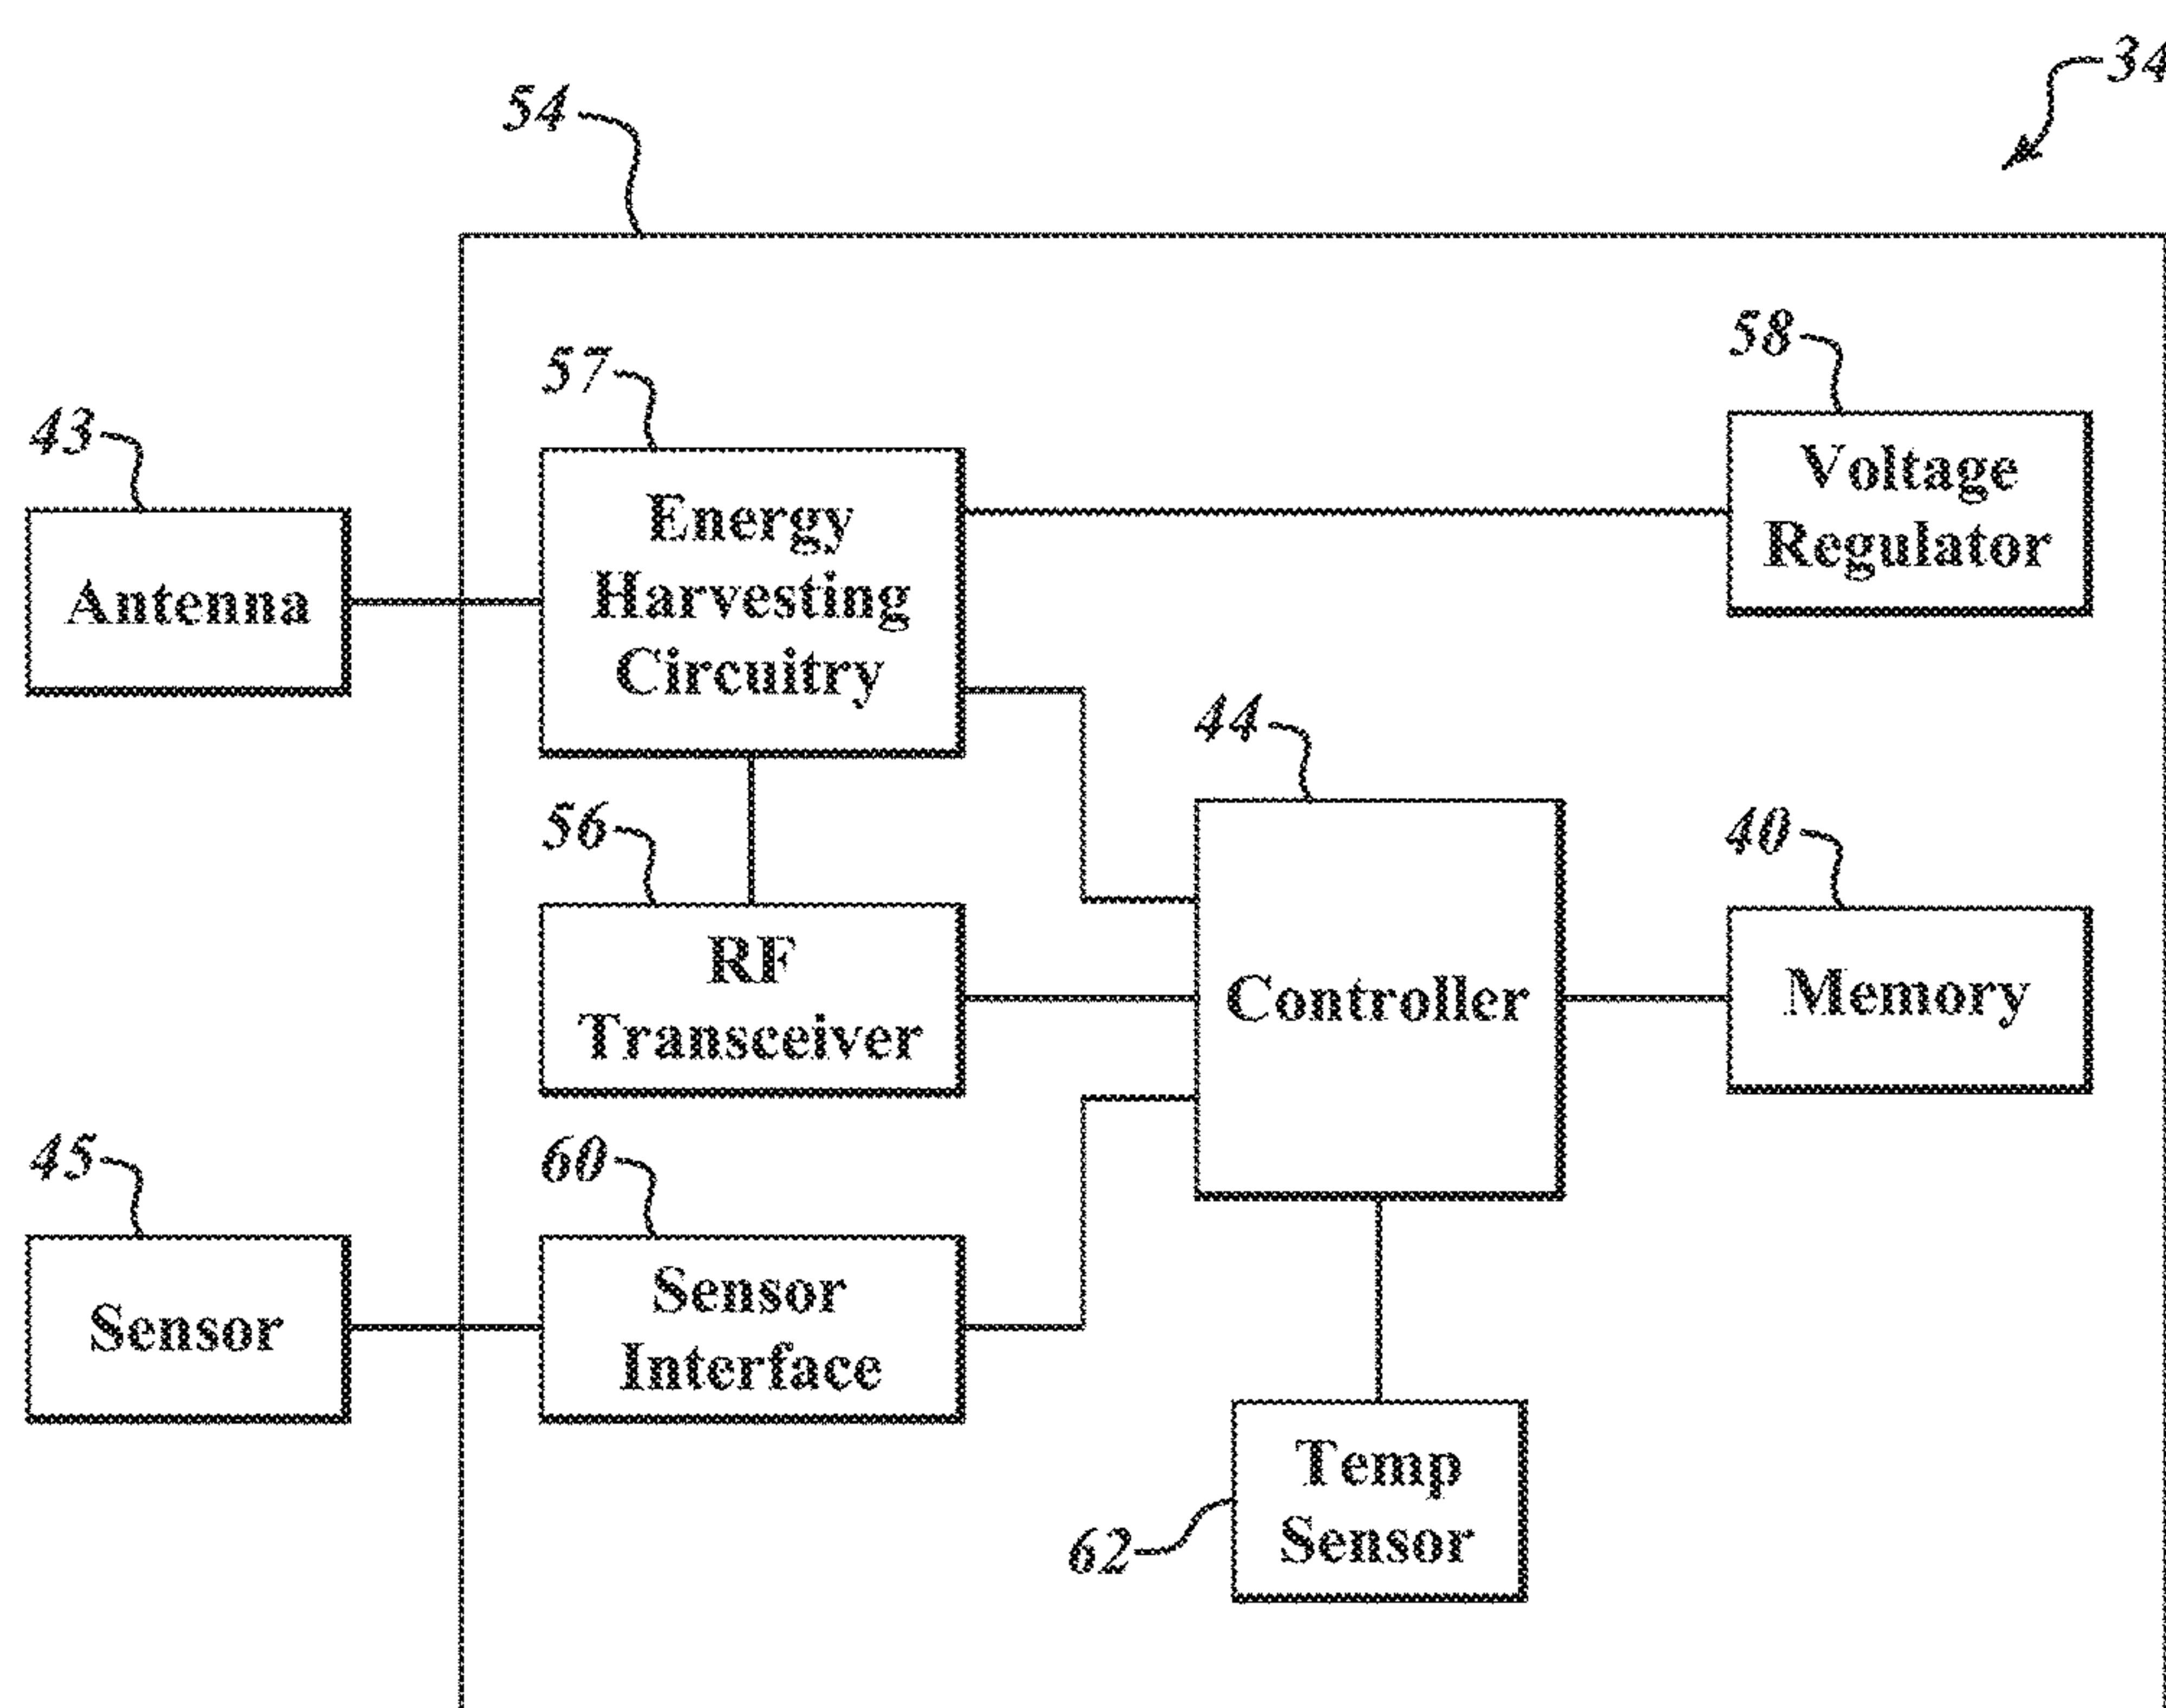 34
54
58
57
43
Voltage
Regulator
Energy
Harvesting
Circuitry
Antenna
44
56
40
RF
Transceiver
Controller
Memory
45
60
Sensor
Sensor
Interface
Temp
Sensor
62